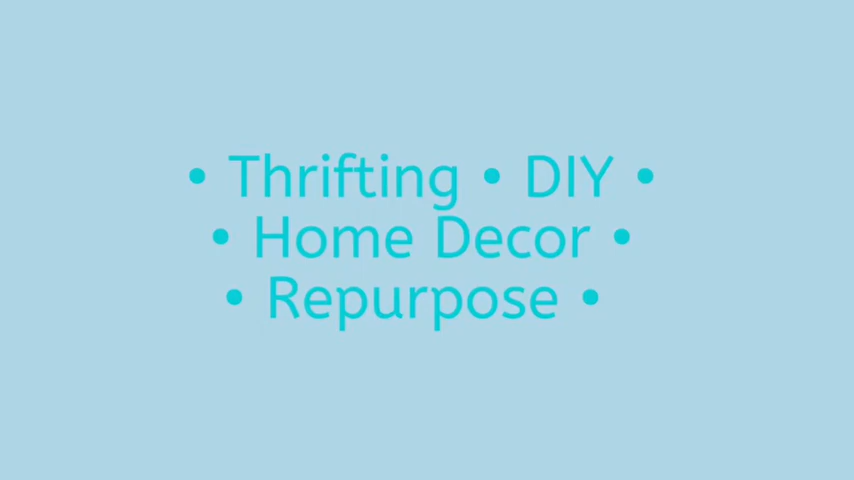 • Thrifting • DIY •
• Home Decor •
• Repurpose •